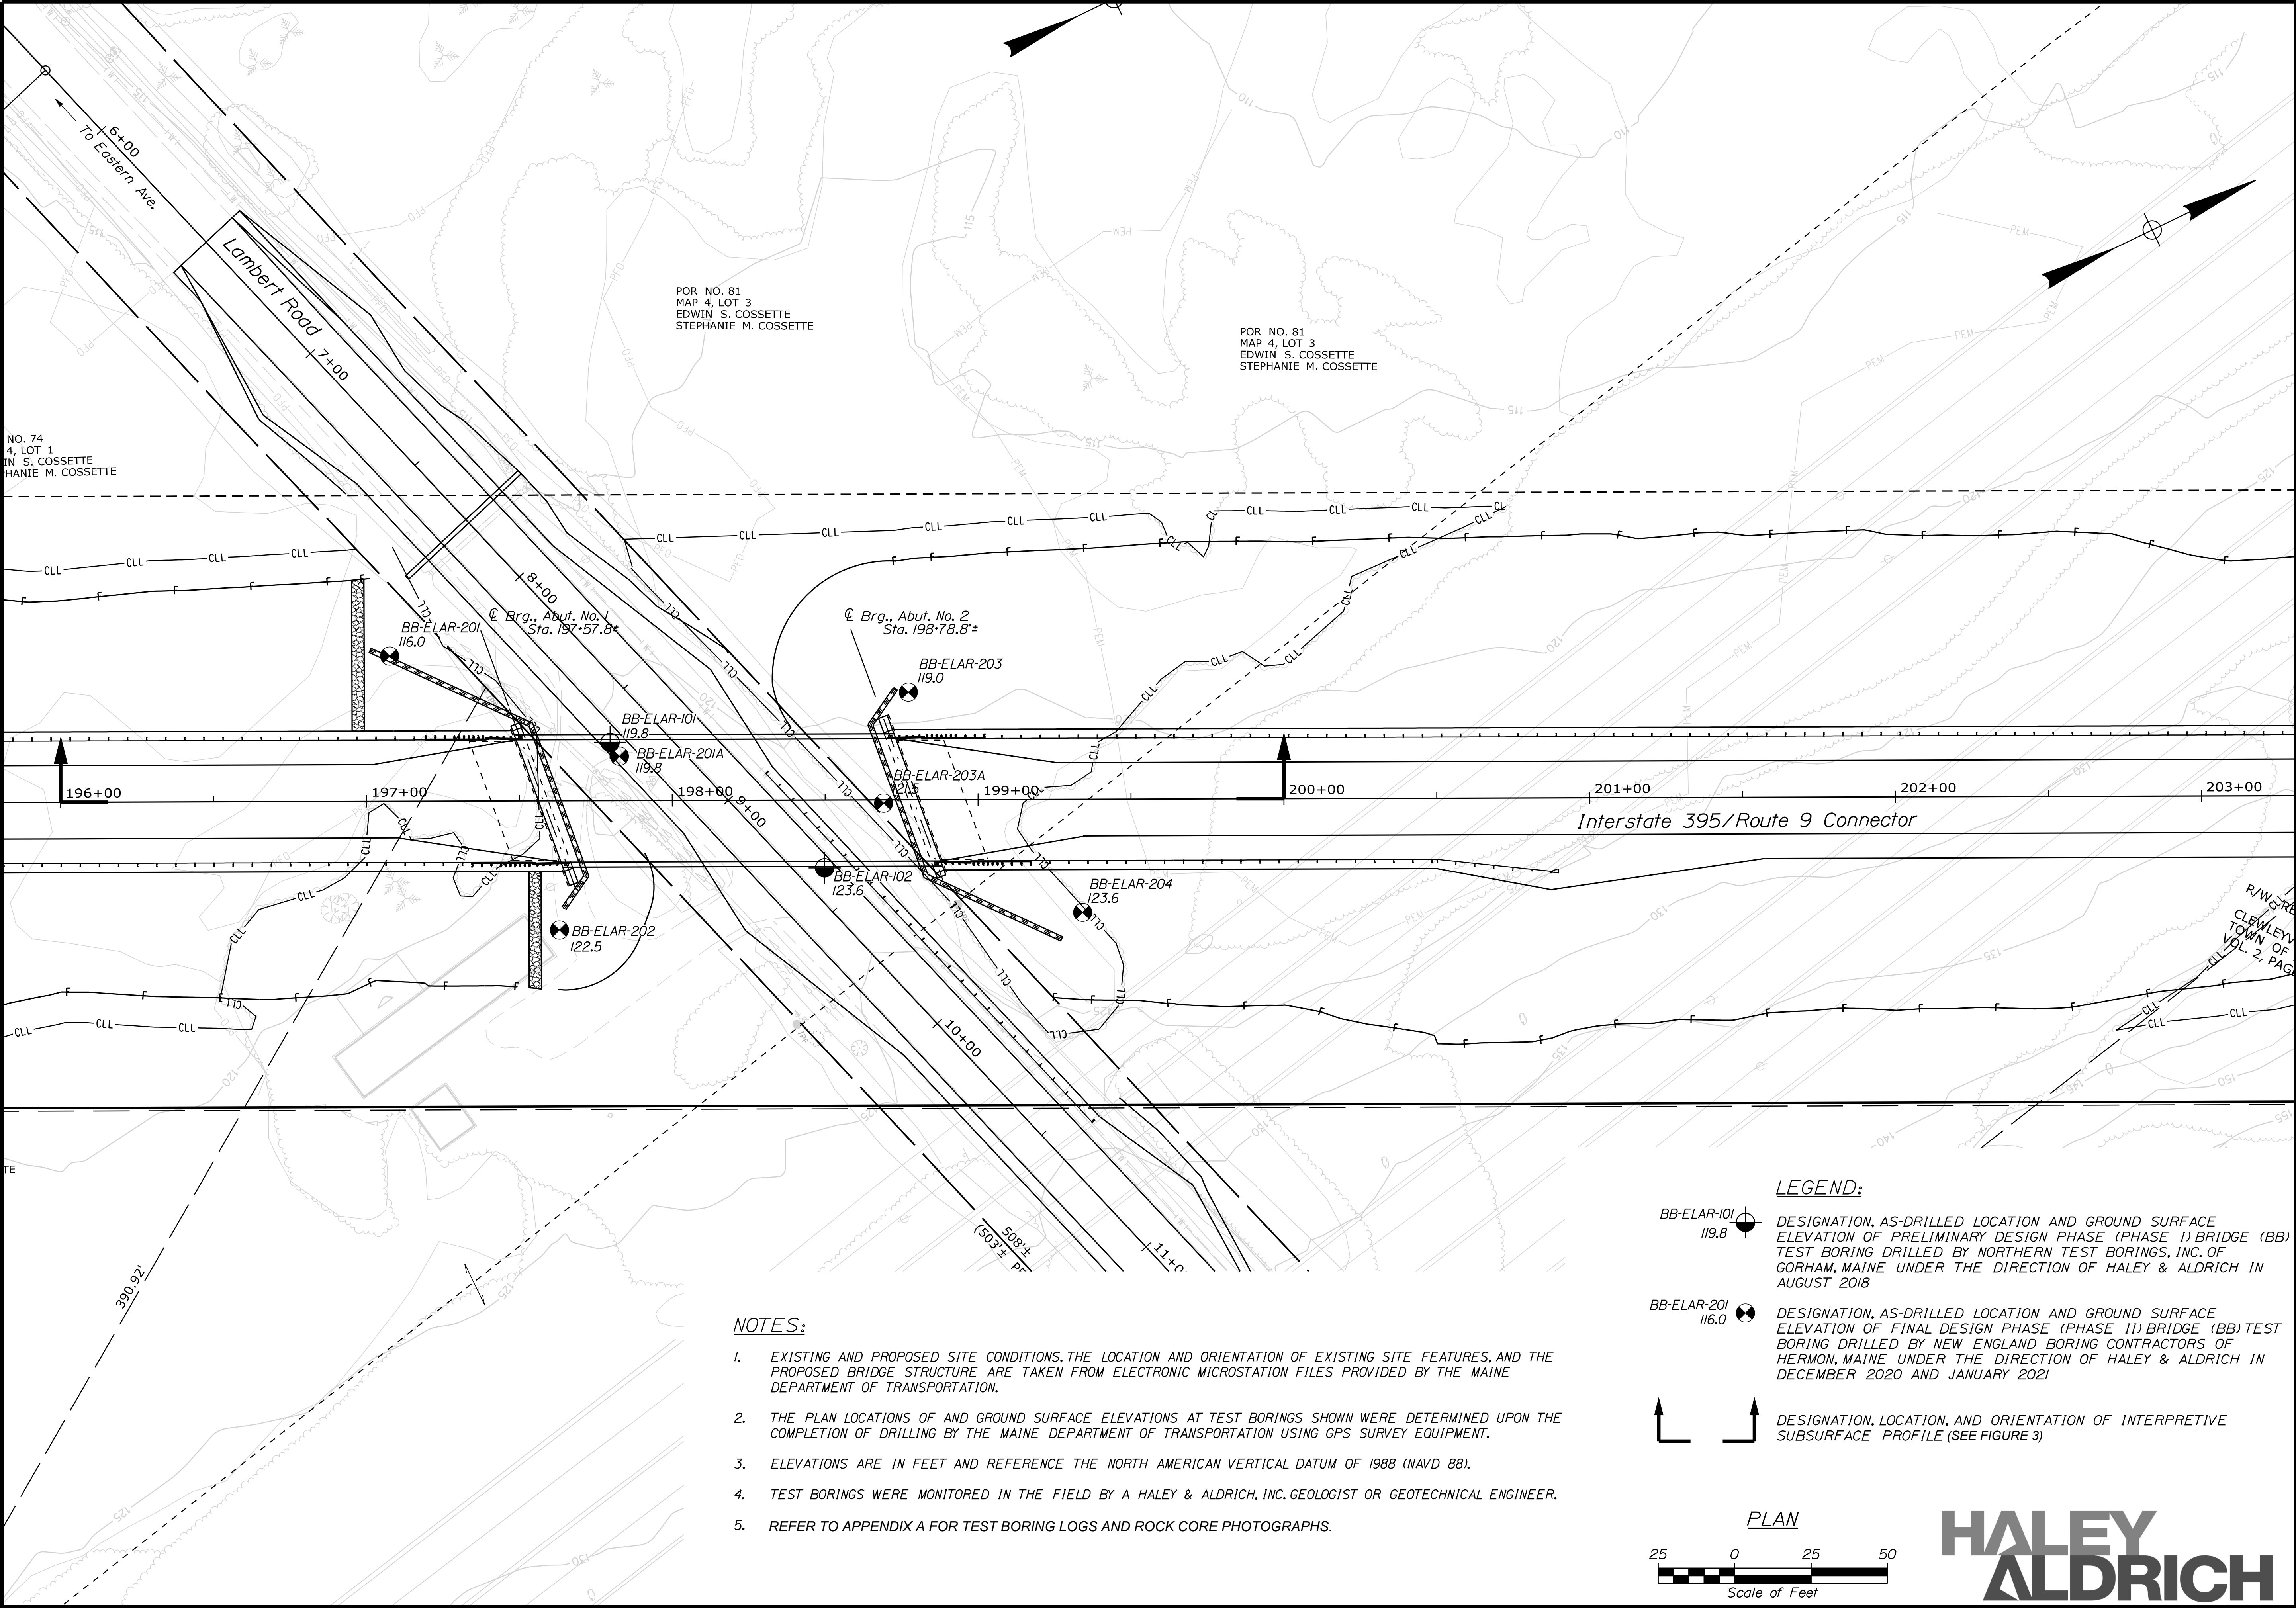 To Eastern Ave.
6+00
Lambert Road
7+00
POR NO. 81
MAP 4, LOT 3
EDWIN S. COSSETTE
STEPHANIE M. COSSETTE
POR NO. 81
MAP 4, LOT 3
EDWIN S. COSSETTE
STEPHANIE M. COSSETTE
NO. 74
4, LOT 1
IN S. COSSETTE
HANIE M. COSSETTE
8+00
℄ Brg., Abut. No. 1
Sta. 197+57.8±
℄ Brg., Abut. No. 2
Sta. 198+78.8±
BB-ELAR-201
116.0
BB-ELAR-203
119.0
BB-ELAR-101
119.8
BB-ELAR-201A
119.8
BB-ELAR-203A
121.5
196+00
197+00
198+00
9+00
199+00
200+00
201+00
202+00
203+00
Interstate 395/Route 9 Connector
BB-ELAR-102
123.6
BB-ELAR-204
123.6
BB-ELAR-202
122.5
R/W
CLEWLEYV
TOWN OF
VOL. 2, PAG
10+00
TE
390.92'
508'±
(503'±
11+0
LEGEND:
BB-ELAR-101
119.8
DESIGNATION, AS-DRILLED LOCATION AND GROUND SURFACE
ELEVATION OF PRELIMINARY DESIGN PHASE (PHASE I) BRIDGE (BB)
TEST BORING DRILLED BY NORTHERN TEST BORINGS, INC. OF
GORHAM, MAINE UNDER THE DIRECTION OF HALEY & ALDRICH IN
AUGUST 2018
BB-ELAR-201
116.0
DESIGNATION, AS-DRILLED LOCATION AND GROUND SURFACE
ELEVATION OF FINAL DESIGN PHASE (PHASE II) BRIDGE (BB) TEST
BORING DRILLED BY NEW ENGLAND BORING CONTRACTORS OF
HERMON, MAINE UNDER THE DIRECTION OF HALEY & ALDRICH IN
DECEMBER 2020 AND JANUARY 2021
DESIGNATION, LOCATION, AND ORIENTATION OF INTERPRETIVE
SUBSURFACE PROFILE (SEE FIGURE 3)
NOTES:
1. EXISTING AND PROPOSED SITE CONDITIONS, THE LOCATION AND ORIENTATION OF EXISTING SITE FEATURES, AND THE
PROPOSED BRIDGE STRUCTURE ARE TAKEN FROM ELECTRONIC MICROSTATION FILES PROVIDED BY THE MAINE
DEPARTMENT OF TRANSPORTATION.
2. THE PLAN LOCATIONS OF AND GROUND SURFACE ELEVATIONS AT TEST BORINGS SHOWN WERE DETERMINED UPON THE
COMPLETION OF DRILLING BY THE MAINE DEPARTMENT OF TRANSPORTATION USING GPS SURVEY EQUIPMENT.
3. ELEVATIONS ARE IN FEET AND REFERENCE THE NORTH AMERICAN VERTICAL DATUM OF 1988 (NAVD 88).
4. TEST BORINGS WERE MONITORED IN THE FIELD BY A HALEY & ALDRICH, INC. GEOLOGIST OR GEOTECHNICAL ENGINEER.
5. REFER TO APPENDIX A FOR TEST BORING LOGS AND ROCK CORE PHOTOGRAPHS.
PLAN
25 0 25 50
Scale of Feet
HALEY
ALDRICH